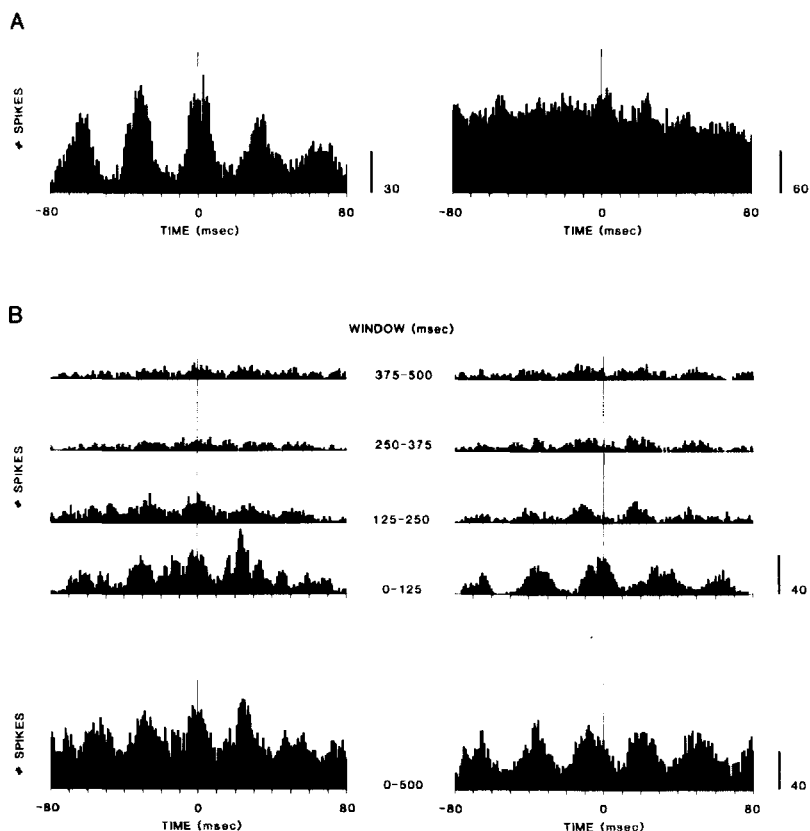 A
# SPIKES
30
60
-80 0 80
-80 0 80
TIME (msec)
TIME (msec)
B
WINDOW (msec)
375-500
250-375
# SPIKES
125-250
0-125
40
# SPIKES
0-500
40
-80 0 80
-80 0 80
TIME (msec)
TIME (msec)